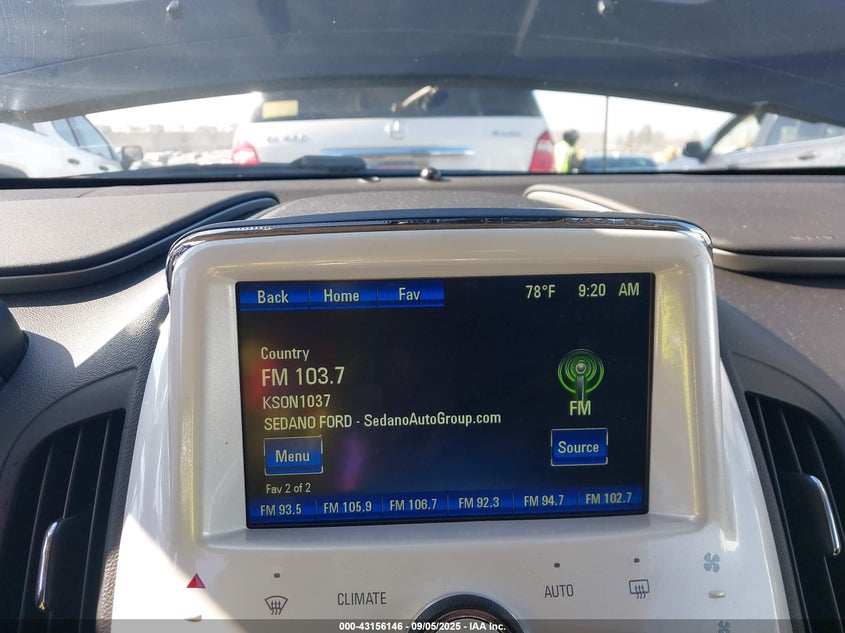 Back Home Fav 78°F 9:20 AM
Country
FM 103.7
KSON1037
SEDANO FORD - SedanoAutoGroup.com
FM
Menu Source
Fav 2 of 2
FM 93.5 FM 105.9 FM 106.7 FM 92.3 FM 94.7 FM 102.7
CLIMATE AUTO
000-43156146 - 09/05/2025 - IAA Inc.